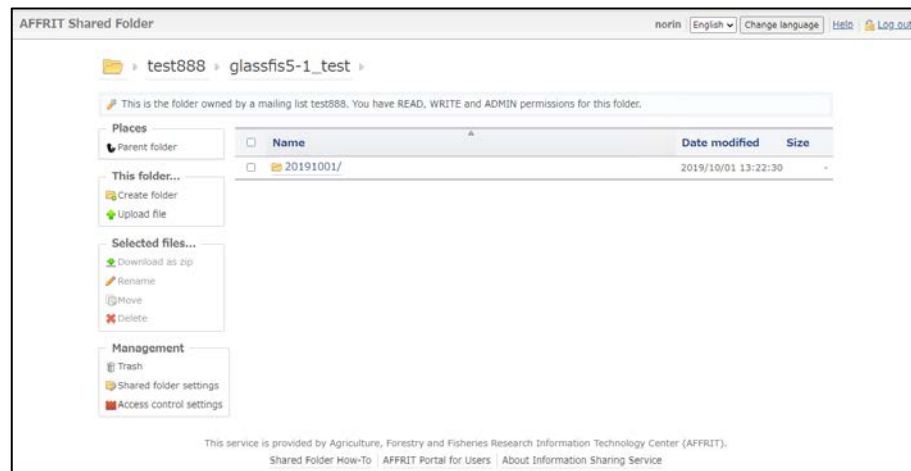 AFFRIT Shared Folder
norin English Change language Help Log out
test888 glassfis5-1_test
This is the folder owned by a mailing list test888. You have READ, WRITE and ADMIN permissions for this folder.
Places
Parent folder
This folder...
Create folder
Upload file
Selected files...
Download as zip
Rename
Move
Delete
Management
Trash
Shared folder settings
Access control settings
Name Date modified Size
20191001/ 2019/10/01 13:22:30 -
This service is provided by Agriculture, Forestry and Fisheries Research Information Technology Center (AFFRIT).
Shared Folder How-To AFFRIT Portal for Users About Information Sharing Service